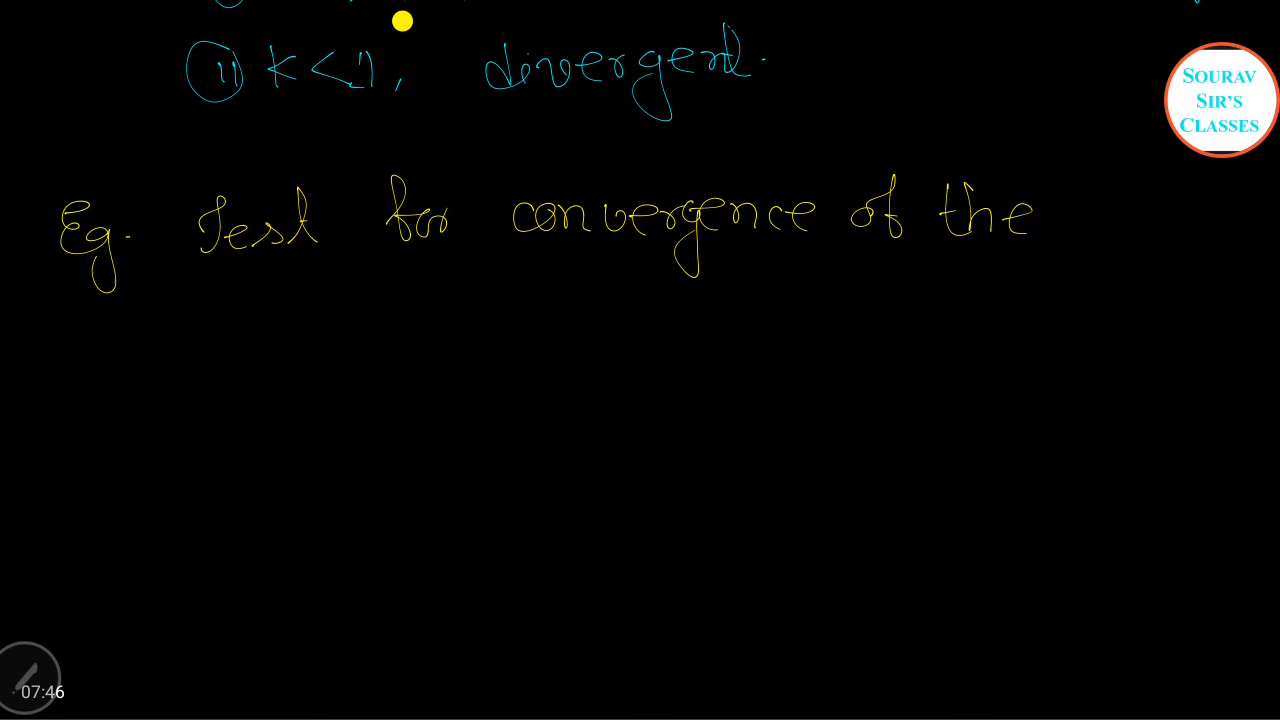 (ii) k < 1, divergent.
SOURAV
SIR'S
CLASSES
Eg. Test for convergence of the
07:46